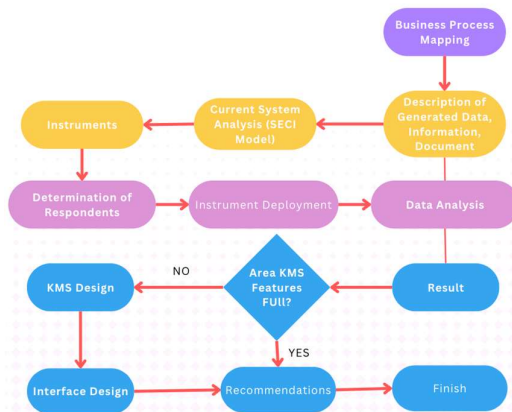 Business Process
Mapping
Description of
Generated Data,
Information,
Document
Current System
Analysis (SECI
Model)
Instruments
Determination of
Respondents
Instrument Deployment
Data Analysis
Result
Area KMS
Features
FUll?
NO
KMS Design
YES
Interface Design
Recommendations
Finish